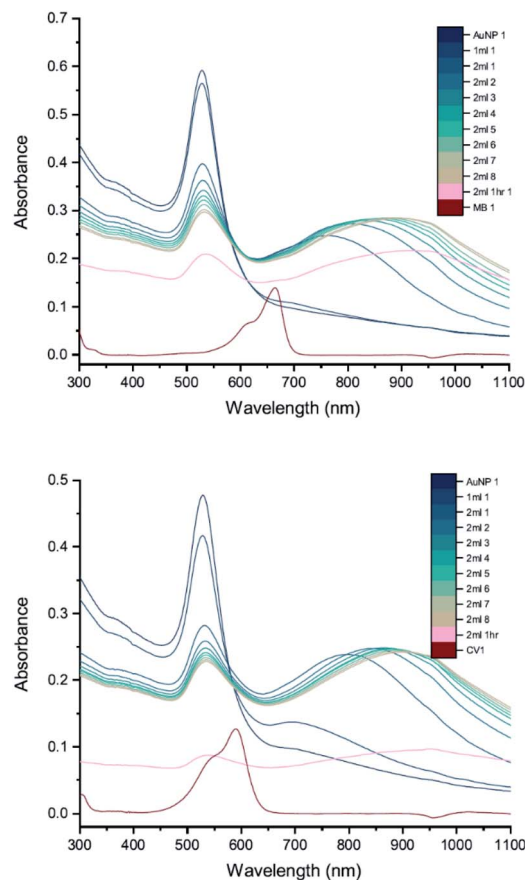 0.7
0.6
0.5
0.4
0.3
0.2
0.1
0.0
Absorbance
300 400 500 600 700 800 900 1000 1100
Wavelength (nm)
AuNP 1
1ml 1
2ml 1
2ml 2
2ml 3
2ml 4
2ml 5
2ml 6
2ml 7
2ml 8
2ml 1hr 1
MB 1
0.5
0.4
0.3
0.2
0.1
0.0
Absorbance
300 400 500 600 700 800 900 1000 1100
Wavelength (nm)
AuNP 1
1ml 1
2ml 1
2ml 2
2ml 3
2ml 4
2ml 5
2ml 6
2ml 7
2ml 8
2ml 1hr
CV1